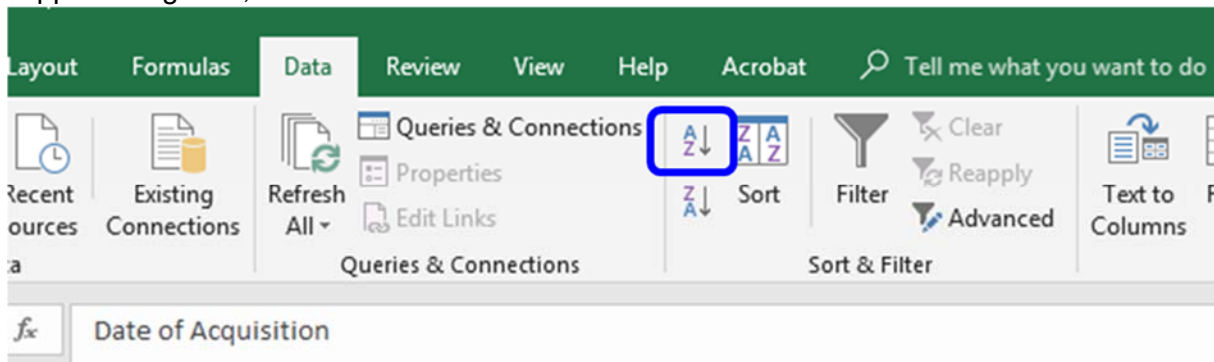 Layout Formulas Data Review View Help Acrobat Tell me what you want to do
Recent
ources
Existing
Connections
Refresh
All
Queries & Connections
Properties
Edit Links
A
Z
Z
A
Z A
A Z
Sort
Filter
Clear
Reapply
Advanced
Text to
Columns
F
ta
Queries & Connections
Sort & Filter
fx Date of Acquisition